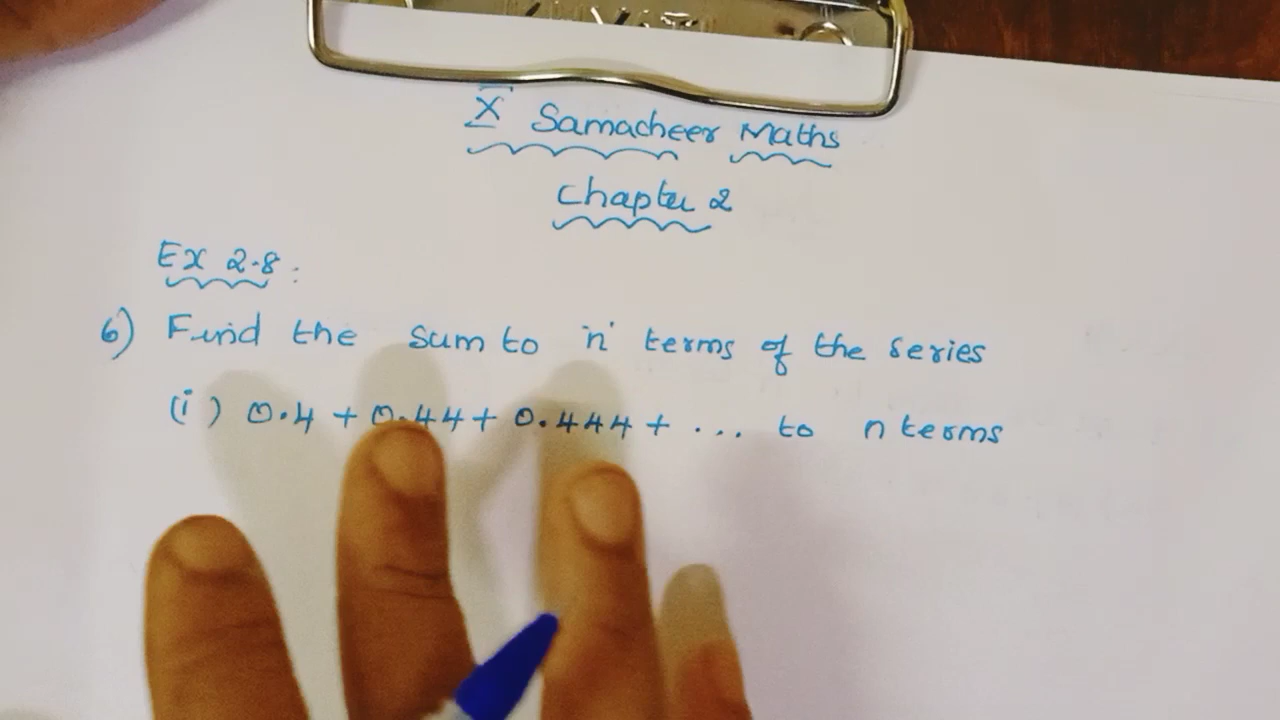 X Samacheer Maths
Chapter 2
Ex 2.8:
6) Find the sum to 'n' terms of the series
(i) 0.4 + 0.44 + 0.444 + ... to n terms